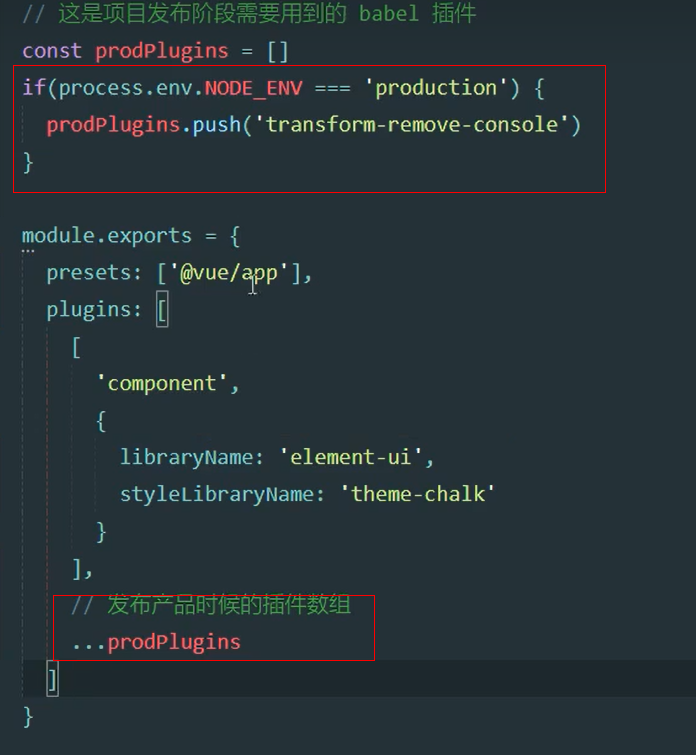 // 这是项目发布阶段需要用到的 babel 插件
const prodPlugins = []
if(process.env.NODE_ENV === 'production') {
  prodPlugins.push('transform-remove-console')
}

module.exports = {
  presets: ['@vue/app'],
  plugins: [
    [
      'component',
      {
        libraryName: 'element-ui',
        styleLibraryName: 'theme-chalk'
      }
    ],
    // 发布产品时候的插件数组
    ...prodPlugins
  ]
}